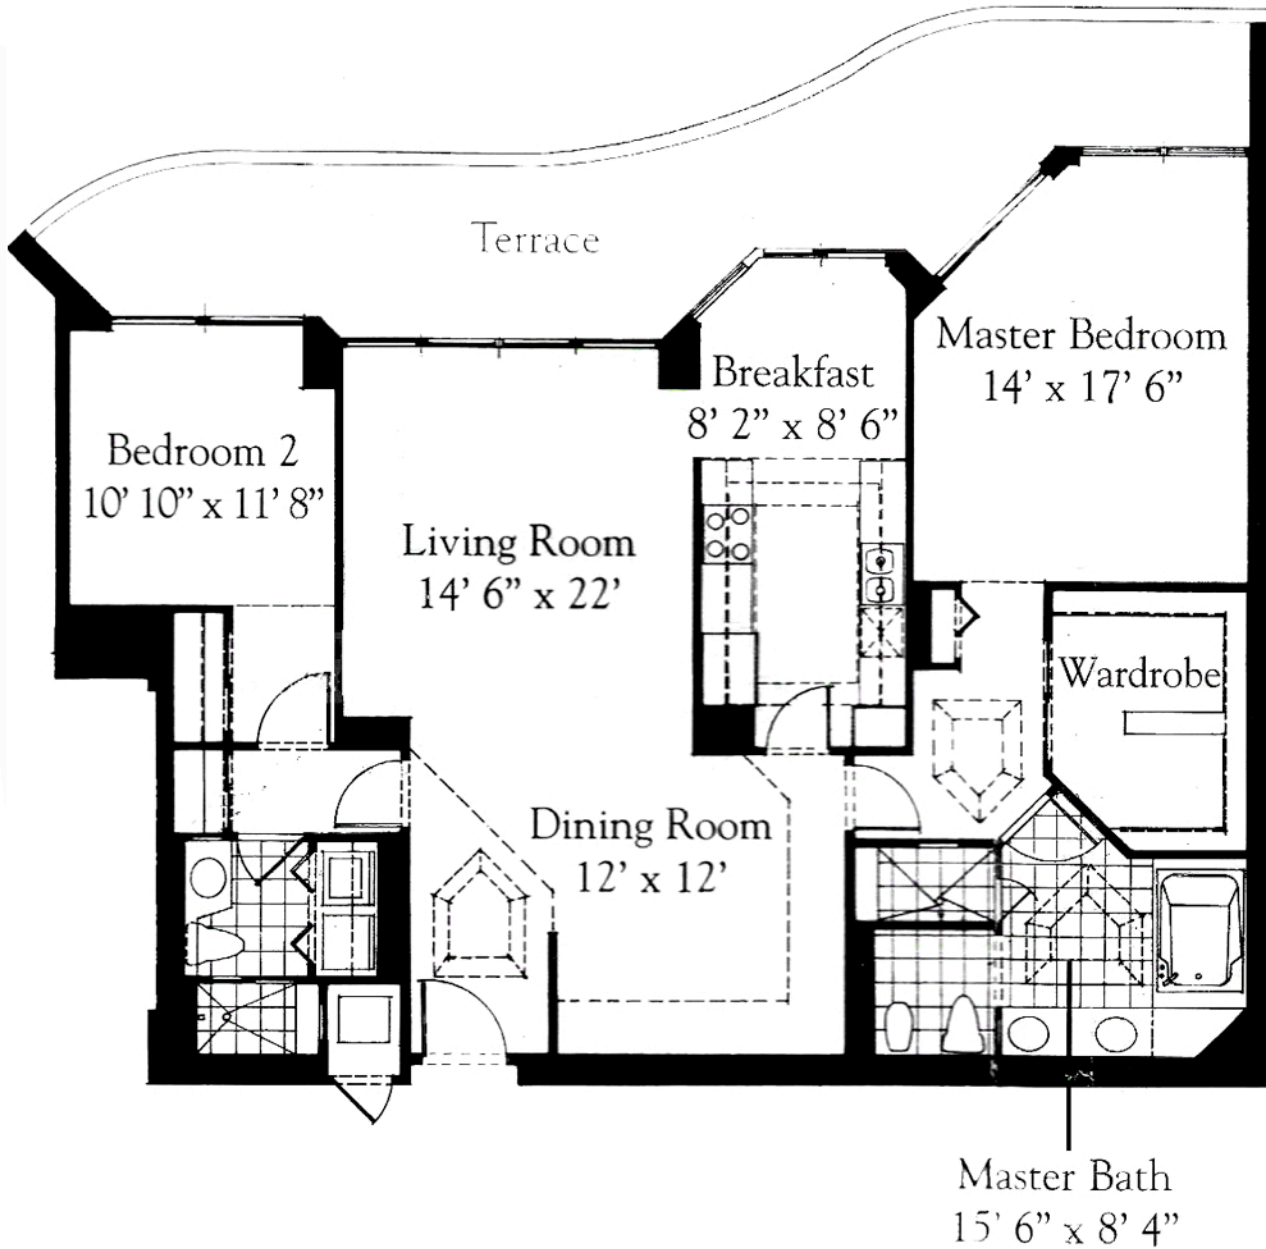 Terrace
Master Bedroom
14’ x 17’ 6”
Breakfast
8’ 2” x 8’ 6”
Bedroom 2
10’ 10” x 11’ 8”
Living Room
14’ 6” x 22’
Wardrobe
Dining Room
12’ x 12’
Master Bath
15’ 6” x 8’ 4”